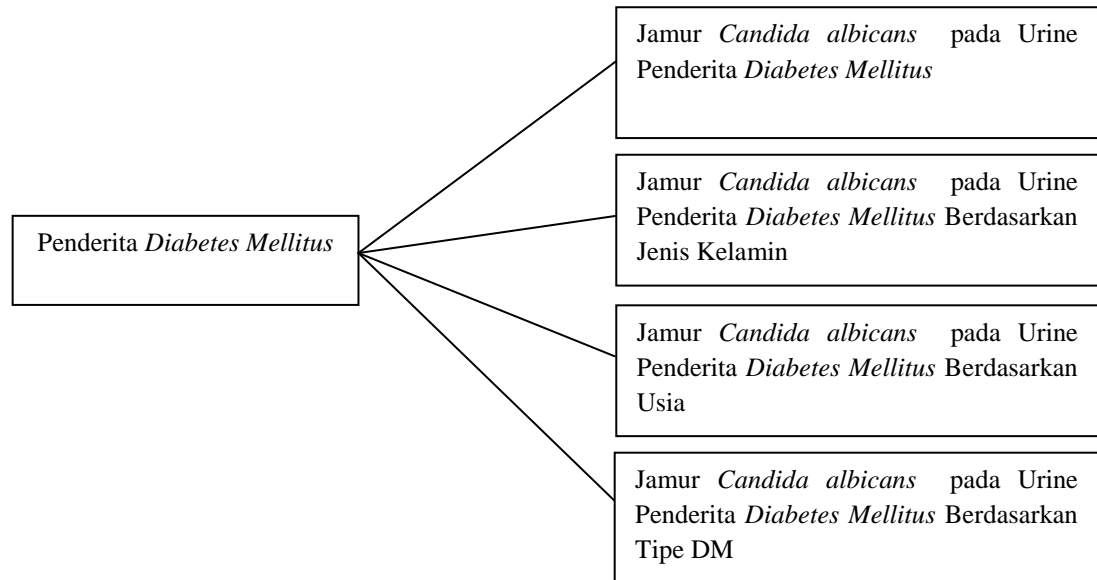 Penderita Diabetes Mellitus
Jamur Candida albicans pada Urine
Penderita Diabetes Mellitus
Jamur Candida albicans pada Urine
Penderita Diabetes Mellitus Berdasarkan
Jenis Kelamin
Jamur Candida albicans pada Urine
Penderita Diabetes Mellitus Berdasarkan
Usia
Jamur Candida albicans pada Urine
Penderita Diabetes Mellitus Berdasarkan
Tipe DM